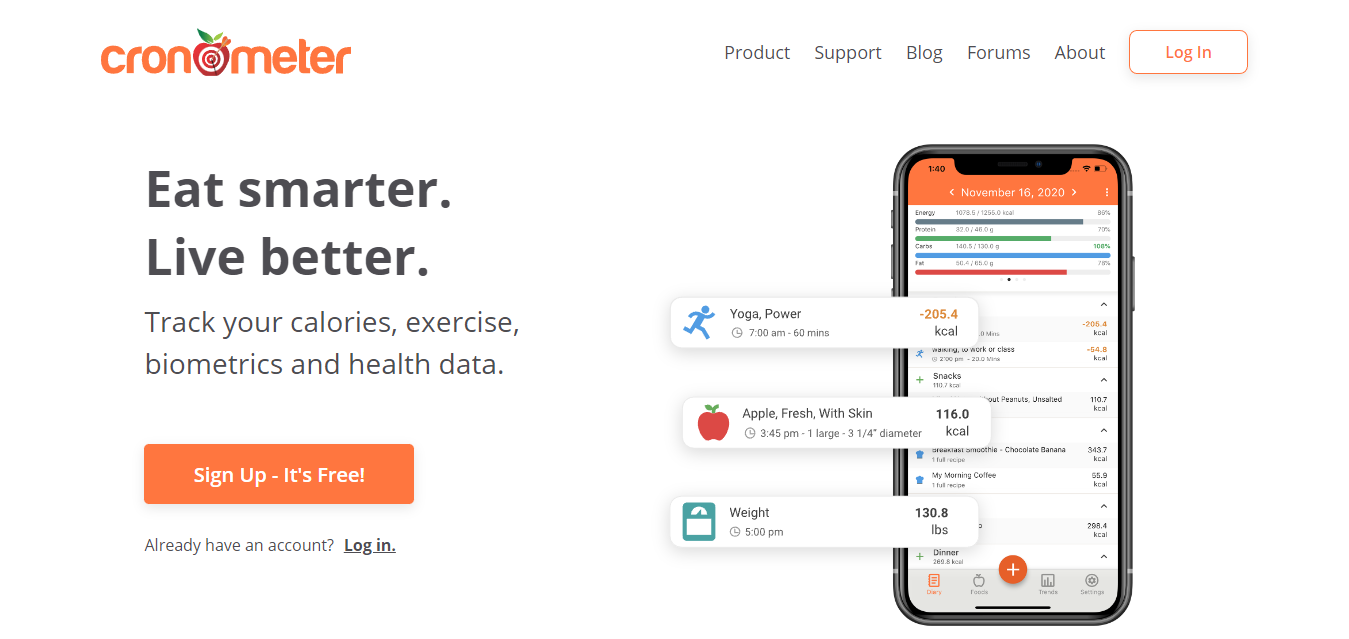 cronometer
Product Support Blog Forums About Log In
Eat smarter.
Live better.
Track your calories, exercise,
biometrics and health data.
Sign Up - It's Free!
Already have an account? Log in.
1:40
November 16, 2020
Energy 1078.5 / 1255.0 kcal 86%
Protein 32.0 / 46.0 g 70%
Carbs 140.5 / 130.0 g 108%
Fat 50.4 / 65.0 g 78%
Yoga, Power -205.4
7:00 am - 60 mins kcal
-205.4
.0 Mins kcal
walking, to work or class -54.8
2:00 pm - 20.0 Mins kcal
Snacks
110.7 kcal
out Peanuts, Unsalted 110.7
kcal
Apple, Fresh, With Skin 116.0
3:45 pm - 1 large - 3 1/4" diameter kcal
Breakfast Smoothie - Chocolate Banana 343.7
1 full recipe kcal
My Morning Coffee 55.9
1 full recipe kcal
Weight 130.8
5:00 pm lbs
298.4
kcal
Dinner
269.8 kcal
Diary Foods Trends Settings